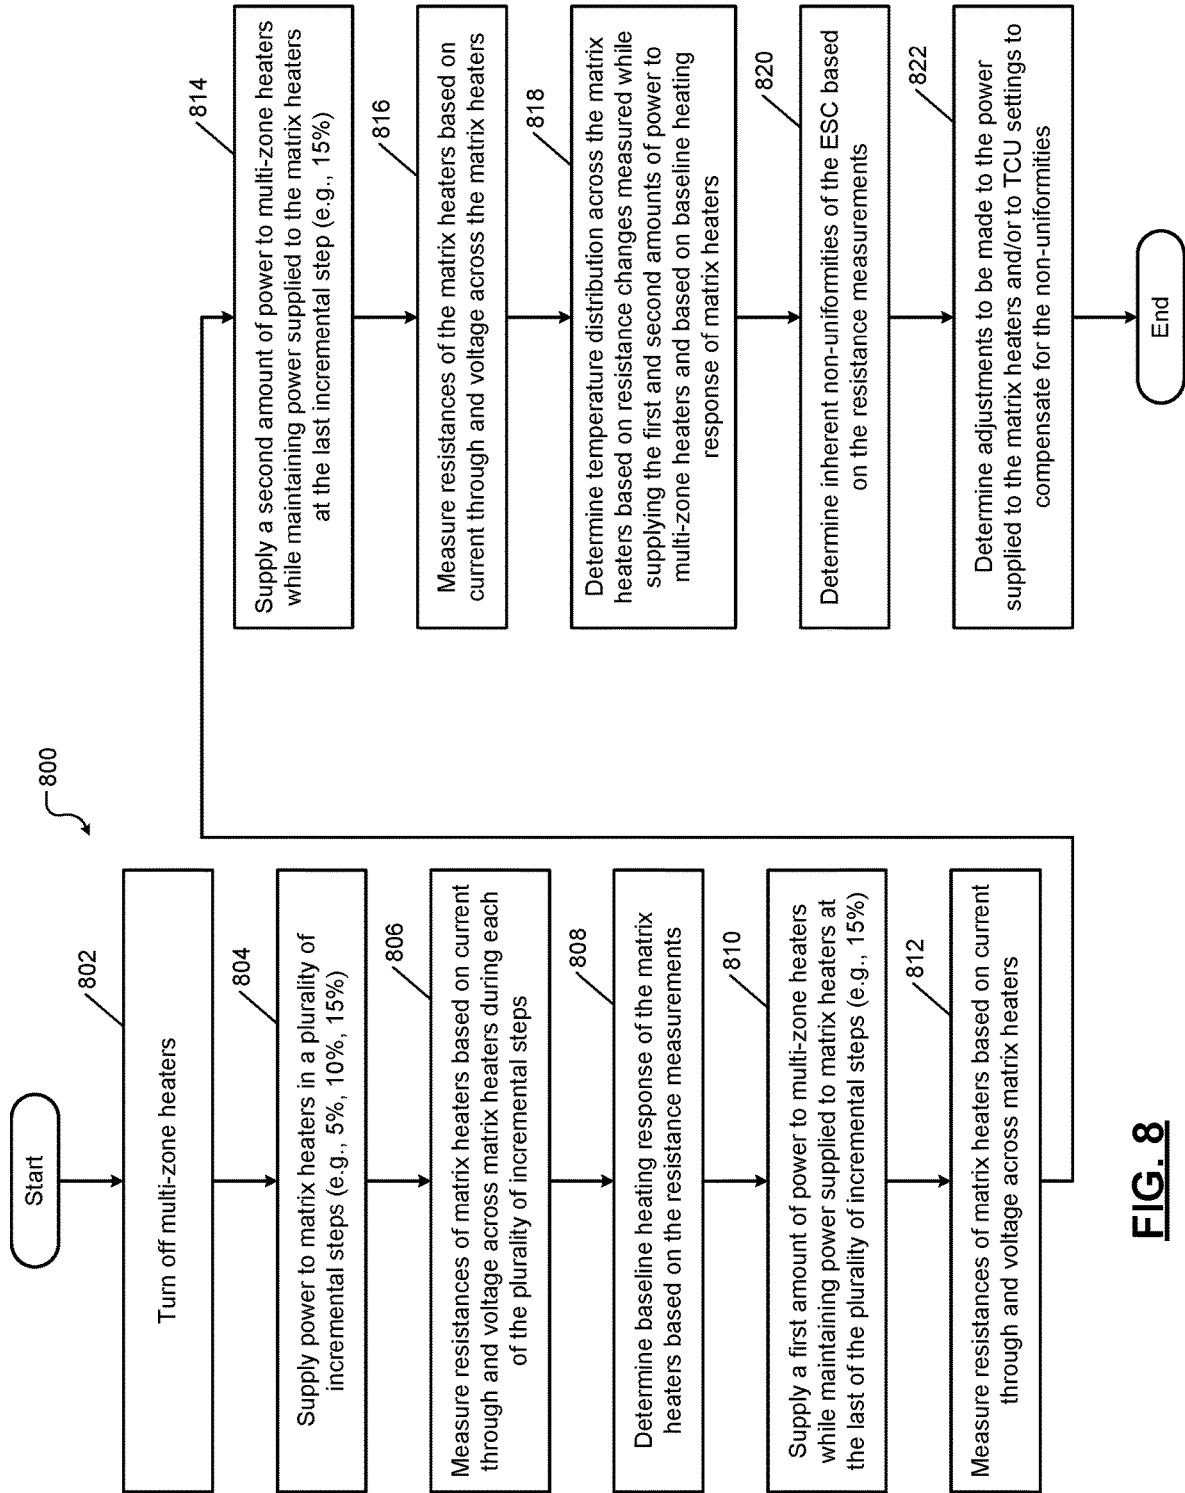 800
Start
802
Turn off multi-zone heaters
804
Supply power to matrix heaters in a plurality of
incremental steps (e.g., 5%, 10%, 15%)
806
Measure resistances of matrix heaters based on current
through and voltage across matrix heaters during each
of the plurality of incremental steps
808
Determine baseline heating response of the matrix
heaters based on the resistance measurements
810
Supply a first amount of power to multi-zone heaters
while maintaining power supplied to matrix heaters at
the last of the plurality of incremental steps (e.g., 15%)
812
Measure resistances of matrix heaters based on current
through and voltage across matrix heaters
814
Supply a second amount of power to multi-zone heaters
while maintaining power supplied to the matrix heaters
at the last incremental step (e.g., 15%)
816
Measure resistances of the matrix heaters based on
current through and voltage across the matrix heaters
818
Determine temperature distribution across the matrix
heaters based on resistance changes measured while
supplying the first and second amounts of power to
multi-zone heaters and based on baseline heating
response of matrix heaters
820
Determine inherent non-uniformities of the ESC based
on the resistance measurements
822
Determine adjustments to be made to the power
supplied to the matrix heaters and/or to TCU settings to
compensate for the non-uniformities
End
FIG. 8